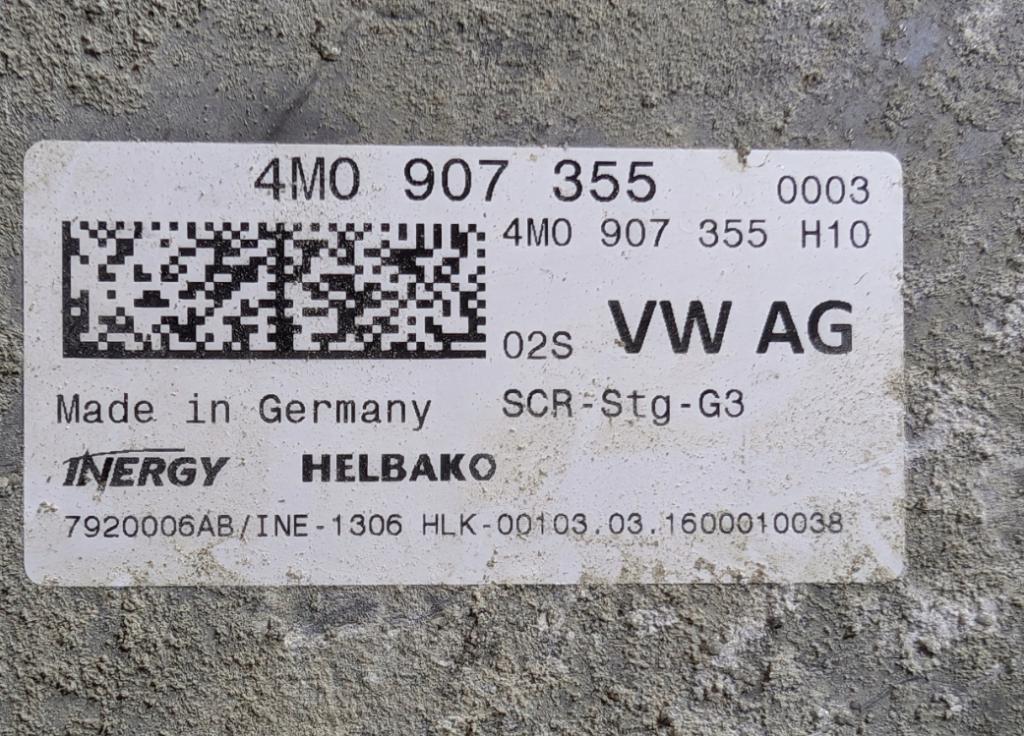 4M0 907 355 0003
4M0 907 355 H10
02S VW AG
Made in Germany SCR-Stg-G3
INERGY HELBAKO
7920006AB/INE-1306 HLK-00103.03.1600010038